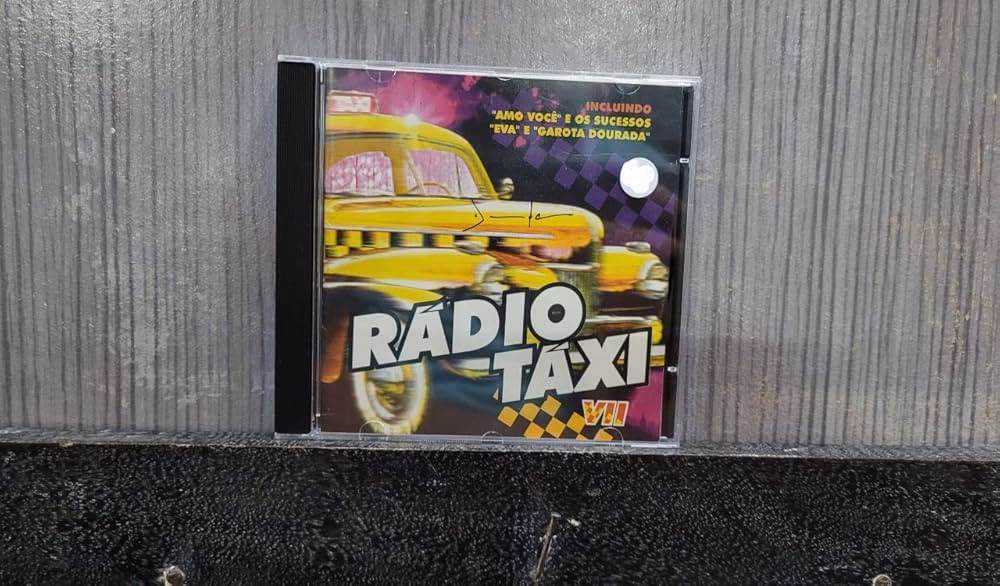 TAXI
INCLUINDO
"AMO VOCÊ" E OS SUCESSOS
"EVA" E "GAROTA DOURADA"
RÁDIO
TÁXI
VII